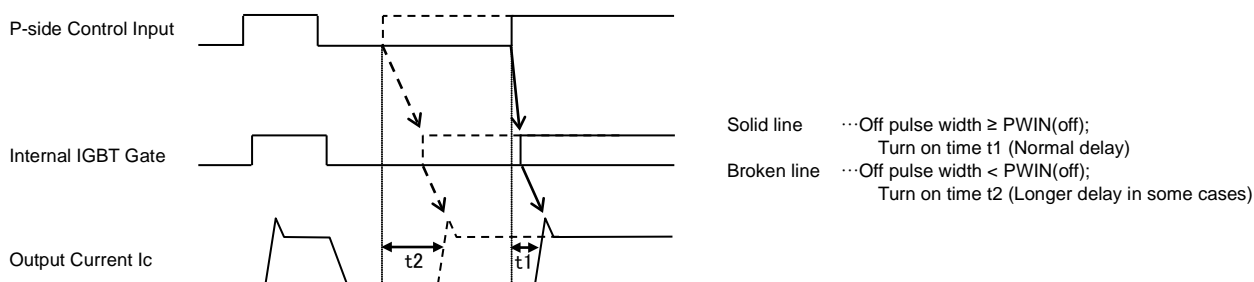 P-side Control Input
Internal IGBT Gate
Output Current Ic
t2
t1
Solid line ···Off pulse width ≥ PWIN(off);
Turn on time t1 (Normal delay)
Broken line ···Off pulse width < PWIN(off);
Turn on time t2 (Longer delay in some cases)